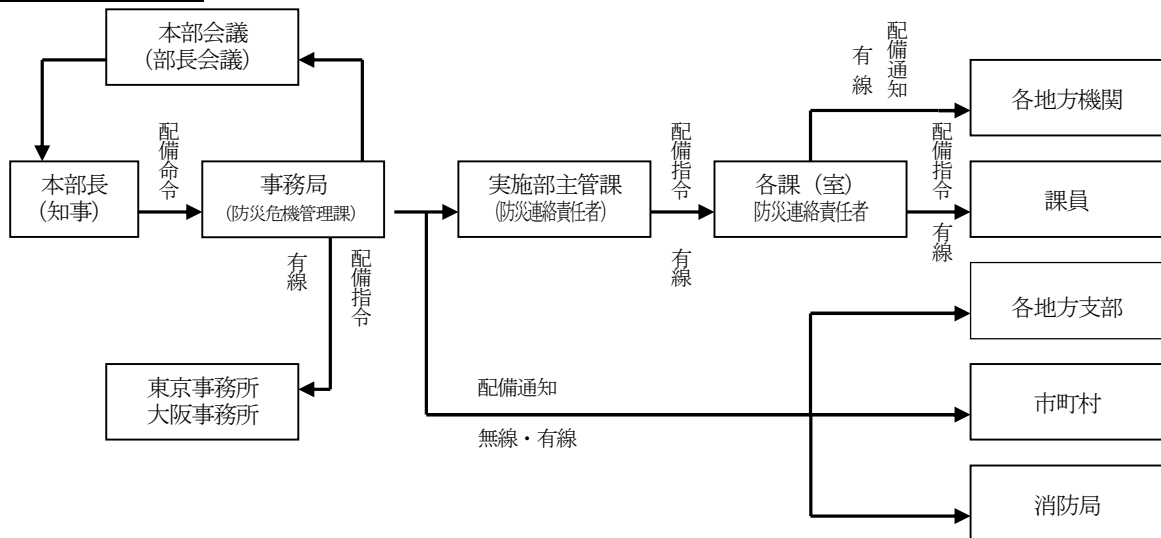 本部会議
(部長会議)
本部長
(知事)
配備命令
事務局
(防災危機管理課)
有線
配備指令
東京事務所
大阪事務所
実施部主管課
(防災連絡責任者)
配備指令
有線
各課（室）
防災連絡責任者
配備通知
有線
配備指令
有線
各地方機関
課員
各地方支部
配備通知
無線・有線
市町村
消防局